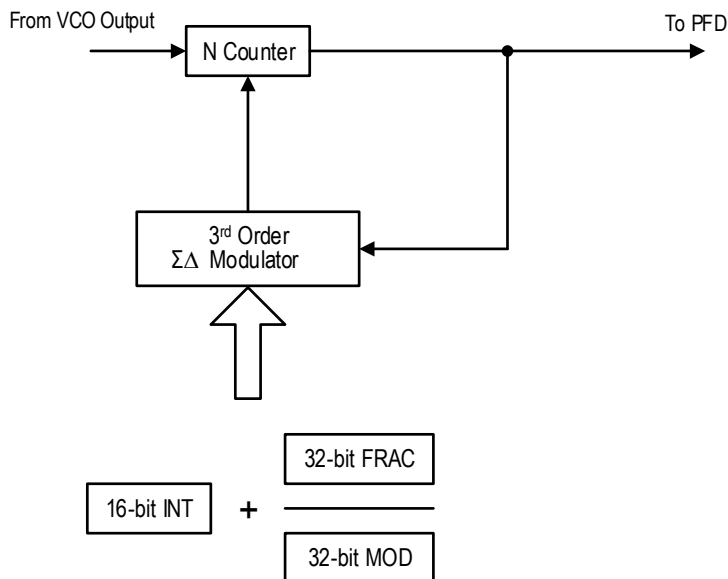 From VCO Output
To PFD
N Counter
3rd Order
ΣΔ Modulator
32-bit FRAC
16-bit INT +
32-bit MOD